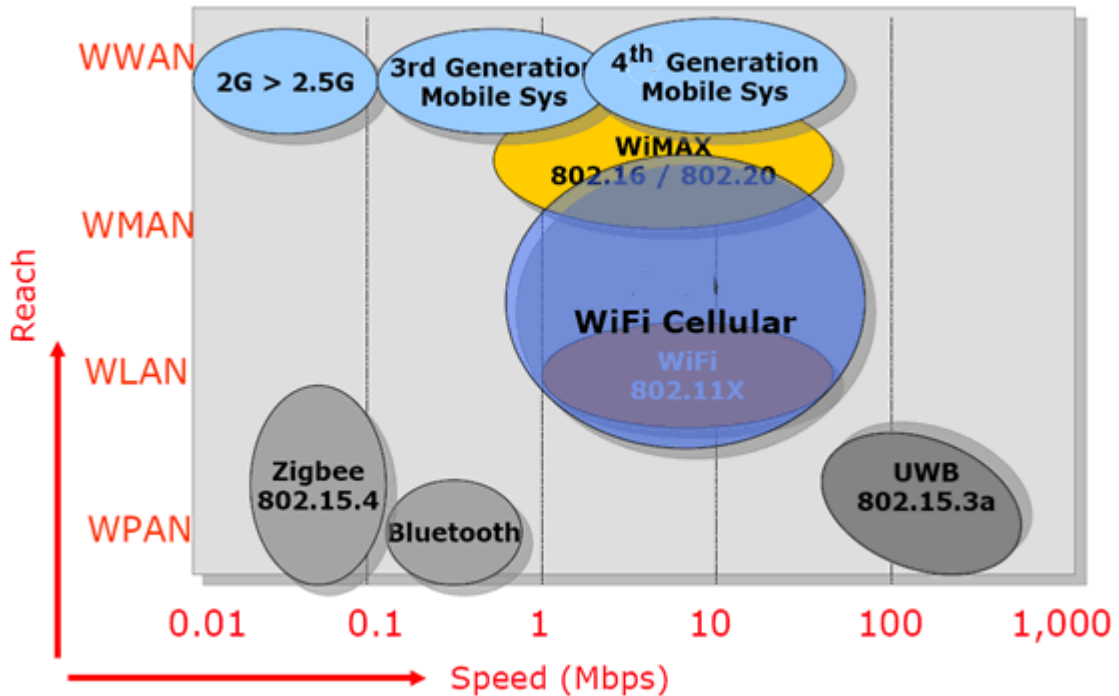 WWAN
2G > 2.5G
3rd Generation
Mobile Sys
4th Generation
Mobile Sys
WiMAX
802.16 / 802.20
WMAN
Reach
WiFi Cellular
WLAN
WiFi
802.11X
Zigbee
802.15.4
UWB
802.15.3a
WPAN
Bluetooth
0.01 0.1 1 10 100 1,000
Speed (Mbps)